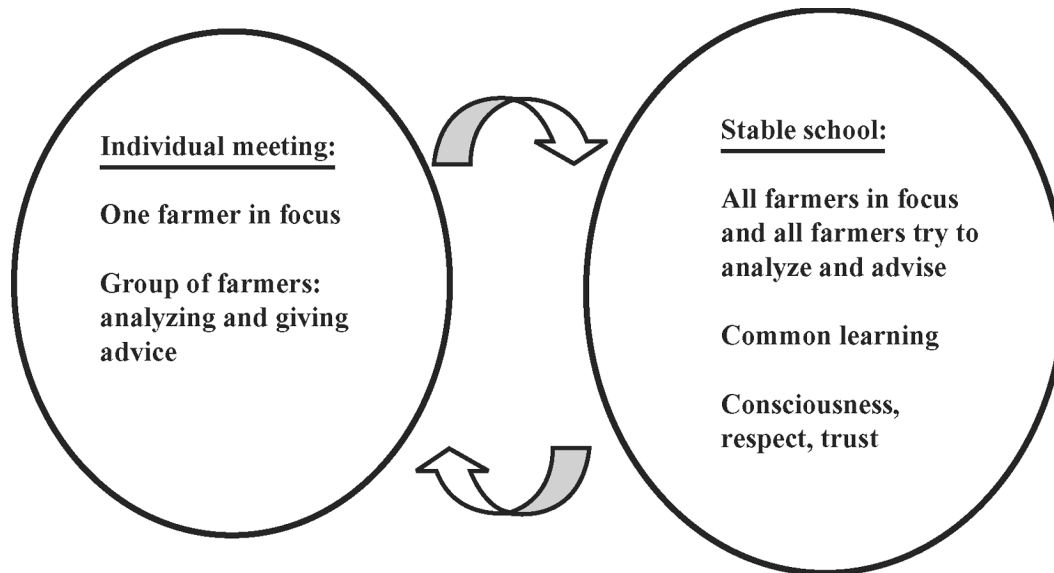 Individual meeting:
One farmer in focus
Group of farmers:
analyzing and giving
advice
Stable school:
All farmers in focus
and all farmers try to
analyze and advise
Common learning
Consciousness,
respect, trust